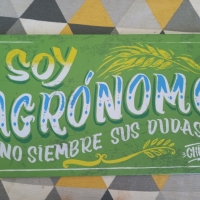 SOY
AGRÓNOMO
NO SIEMBRE SUS DUDAS